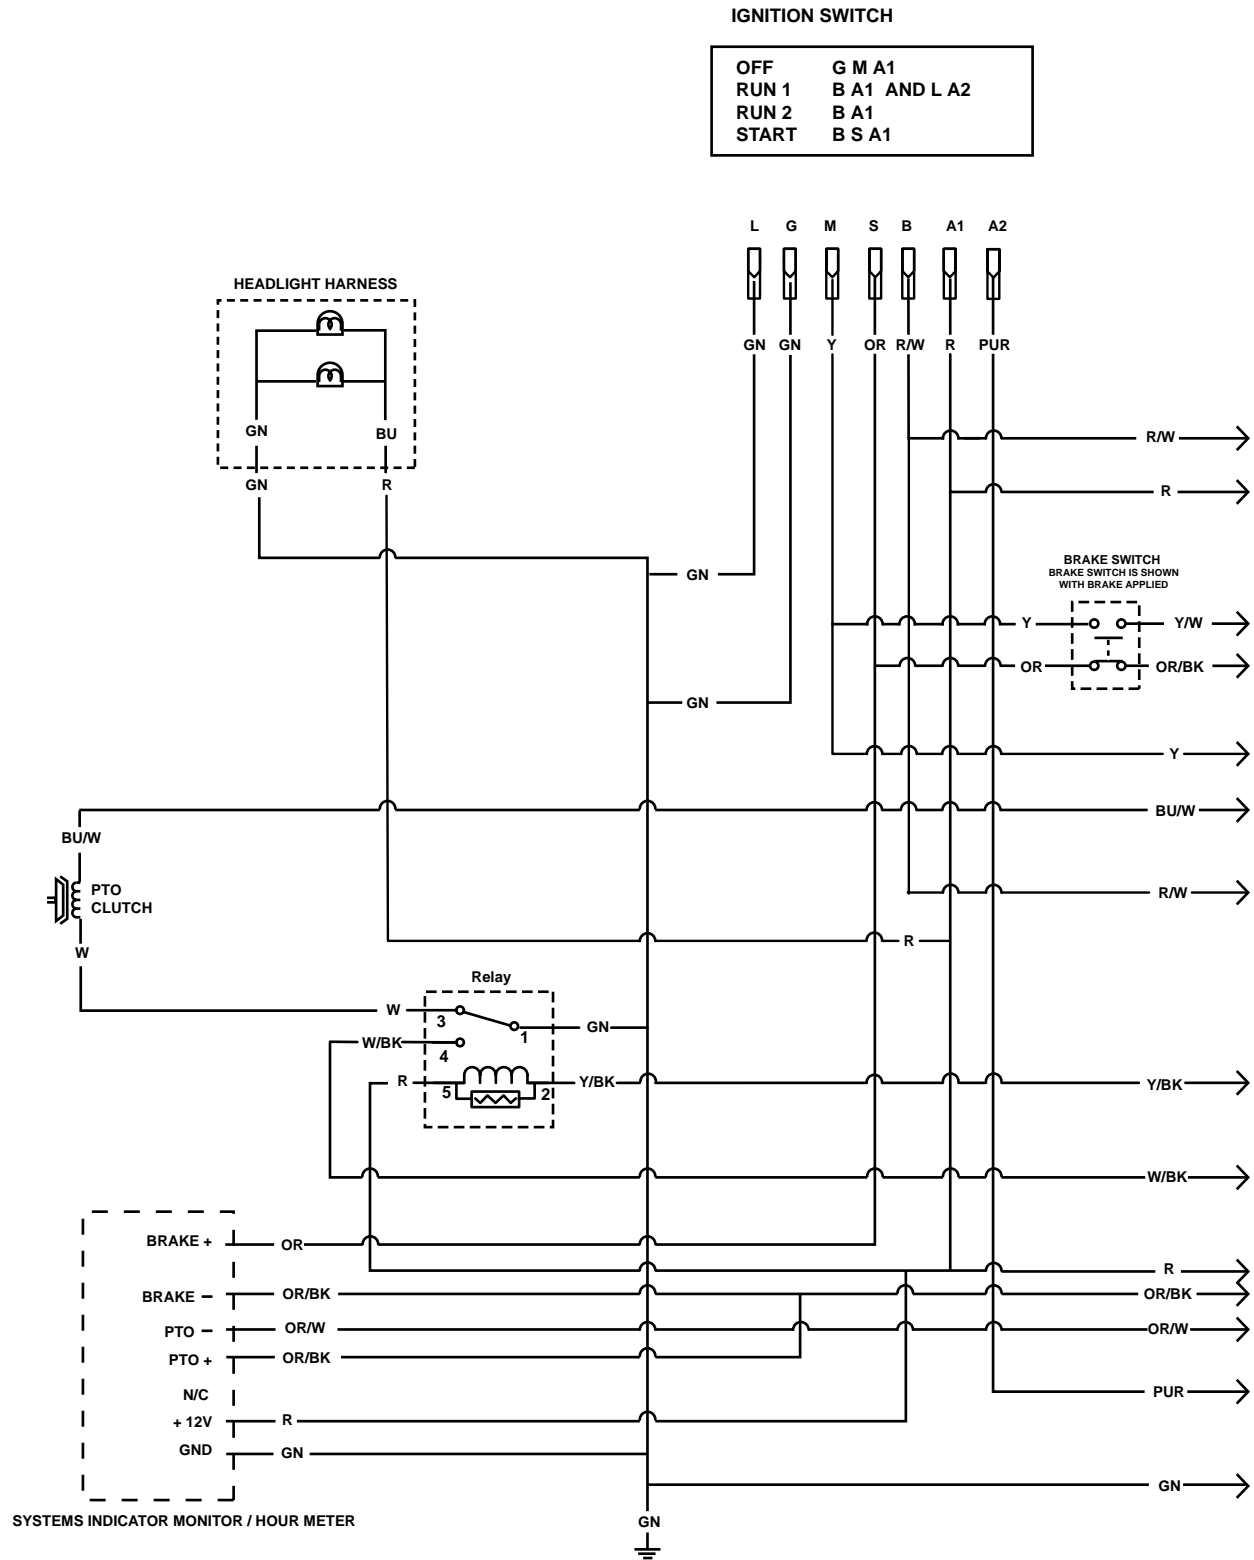 IGNITION SWITCH
OFF G M A1
RUN 1 B A1 AND L A2
RUN 2 B A1
START B S A1
L G M S B A1 A2
HEADLIGHT HARNESS
GN GN Y OR R/W R PUR
GN BU
R/W
GN R
R
BRAKE SWITCH
BRAKE SWITCH IS SHOWN
WITH BRAKE APPLIED
GN
Y Y/W
OR OR/BK
GN
Y
BU/W
BU/W
PTO
CLUTCH
R/W
W
R
Relay
W 3
1 GN
W/BK 4
R 5 2 Y/BK Y/BK
W/BK
BRAKE + OR
R
BRAKE – OR/BK OR/BK
PTO – OR/W OR/W
PTO + OR/BK
N/C PUR
+ 12V R
GND GN
GN
SYSTEMS INDICATOR MONITOR / HOUR METER
GN